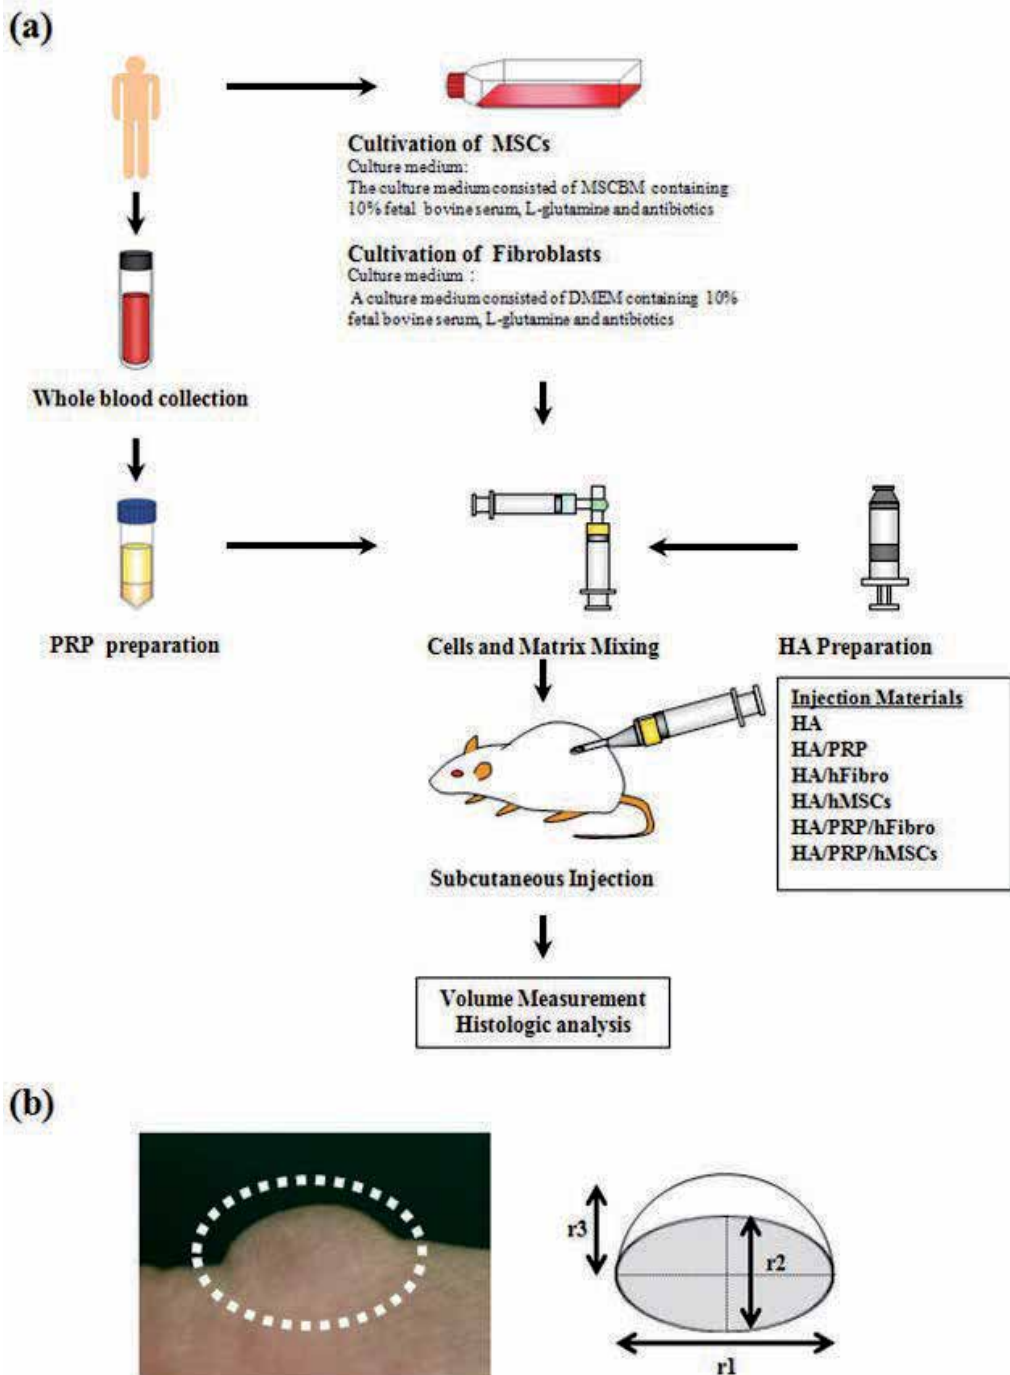 (a)
Cultivation of MSCs
Culture medium:
The culture medium consisted of MSCBM containing
10% fetal bovine serum, L-glutamine and antibiotics
Cultivation of Fibroblasts
Culture medium :
A culture medium consisted of DMEM containing 10%
fetal bovine serum, L-glutamine and antibiotics
Whole blood collection
PRP preparation
Cells and Matrix Mixing
HA Preparation
Injection Materials
HA
HA/PRP
HA/hFibro
HA/hMSCs
HA/PRP/hFibro
HA/PRP/hMSCs
Subcutaneous Injection
Volume Measurement
Histologic analysis
(b)
r3
r2
r1